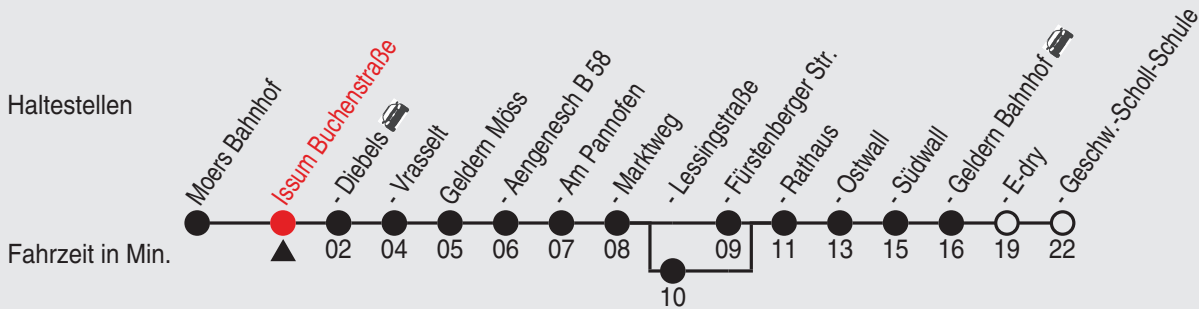 Haltestellen
Moers Bahnhof
Issum Buchenstraße
- Diebels
- Vrasselt
Geldern Möss
- Aengenesch B 58
- Am Pannofen
- Marktweg
- Lessingstraße
- Fürstenberger Str.
- Rathaus
- Ostwall
- Südwall
- Geldern Bahnhof
- E-dry
- Geschw.-Scholl-Schule
Fahrzeit in Min.
02 04 05 06 07 08 09 11 13 15 16 19 22
10